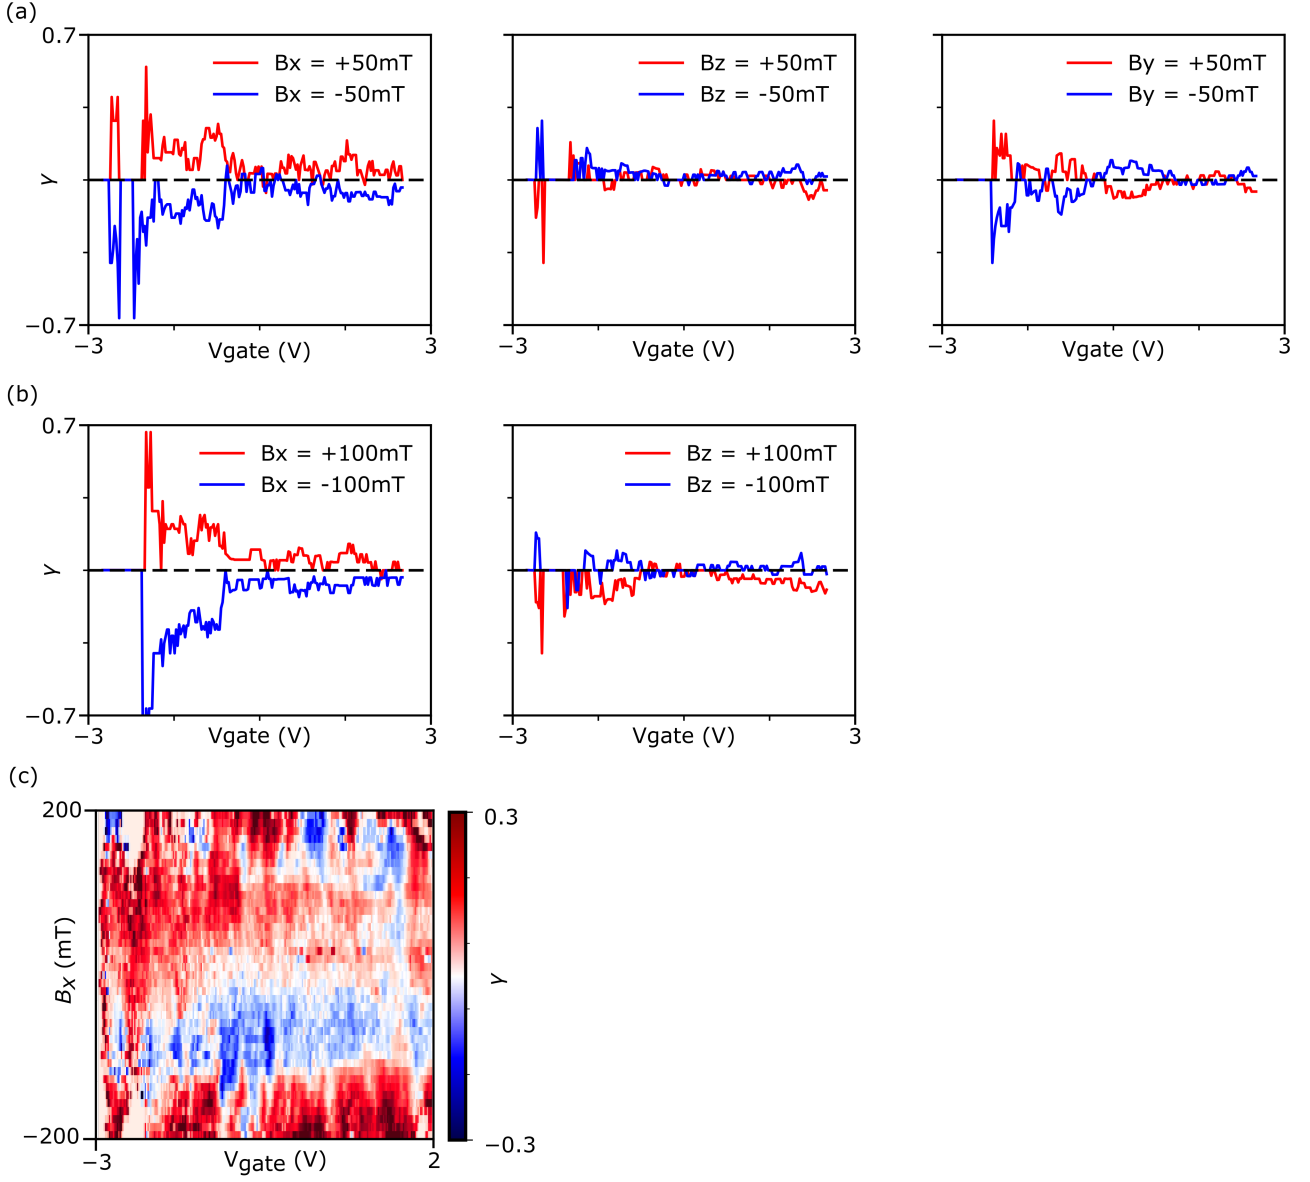 (a)
0.7
Bx = +50mT
Bx = -50mT
Bz = +50mT
Bz = -50mT
By = +50mT
By = -50mT
γ
−0.7
−3
Vgate (V)
3
−3
Vgate (V)
3
−3
Vgate (V)
3
(b)
0.7
Bx = +100mT
Bx = -100mT
Bz = +100mT
Bz = -100mT
γ
−0.7
−3
Vgate (V)
3
−3
Vgate (V)
3
(c)
200
0.3
Bx (mT)
γ
−200
−0.3
−3
Vgate (V)
2